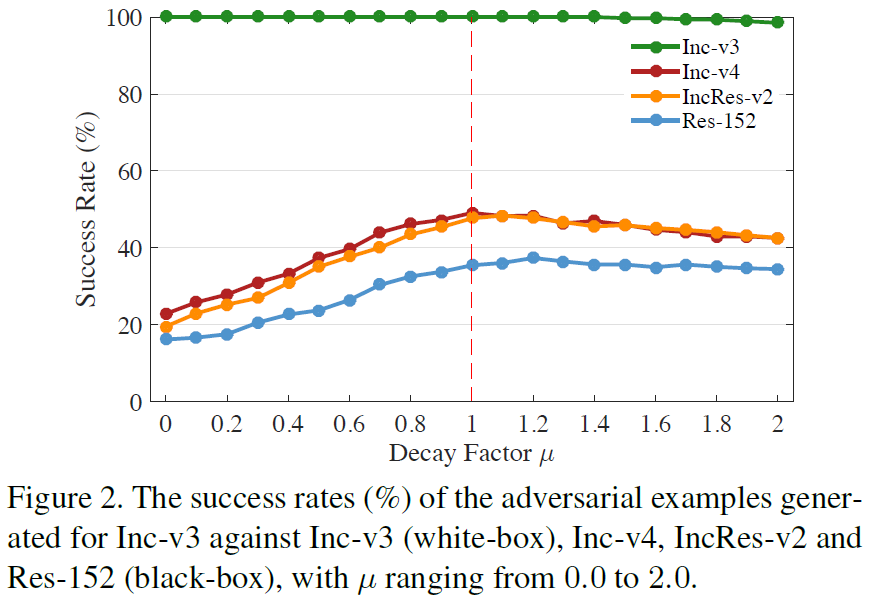 100
80
60
40
20
0
Success Rate (%)
Inc-v3
Inc-v4
IncRes-v2
Res-152
0 0.2 0.4 0.6 0.8 1 1.2 1.4 1.6 1.8 2
Decay Factor μ
Figure 2. The success rates (%) of the adversarial examples gener-
ated for Inc-v3 against Inc-v3 (white-box), Inc-v4, IncRes-v2 and
Res-152 (black-box), with μ ranging from 0.0 to 2.0.